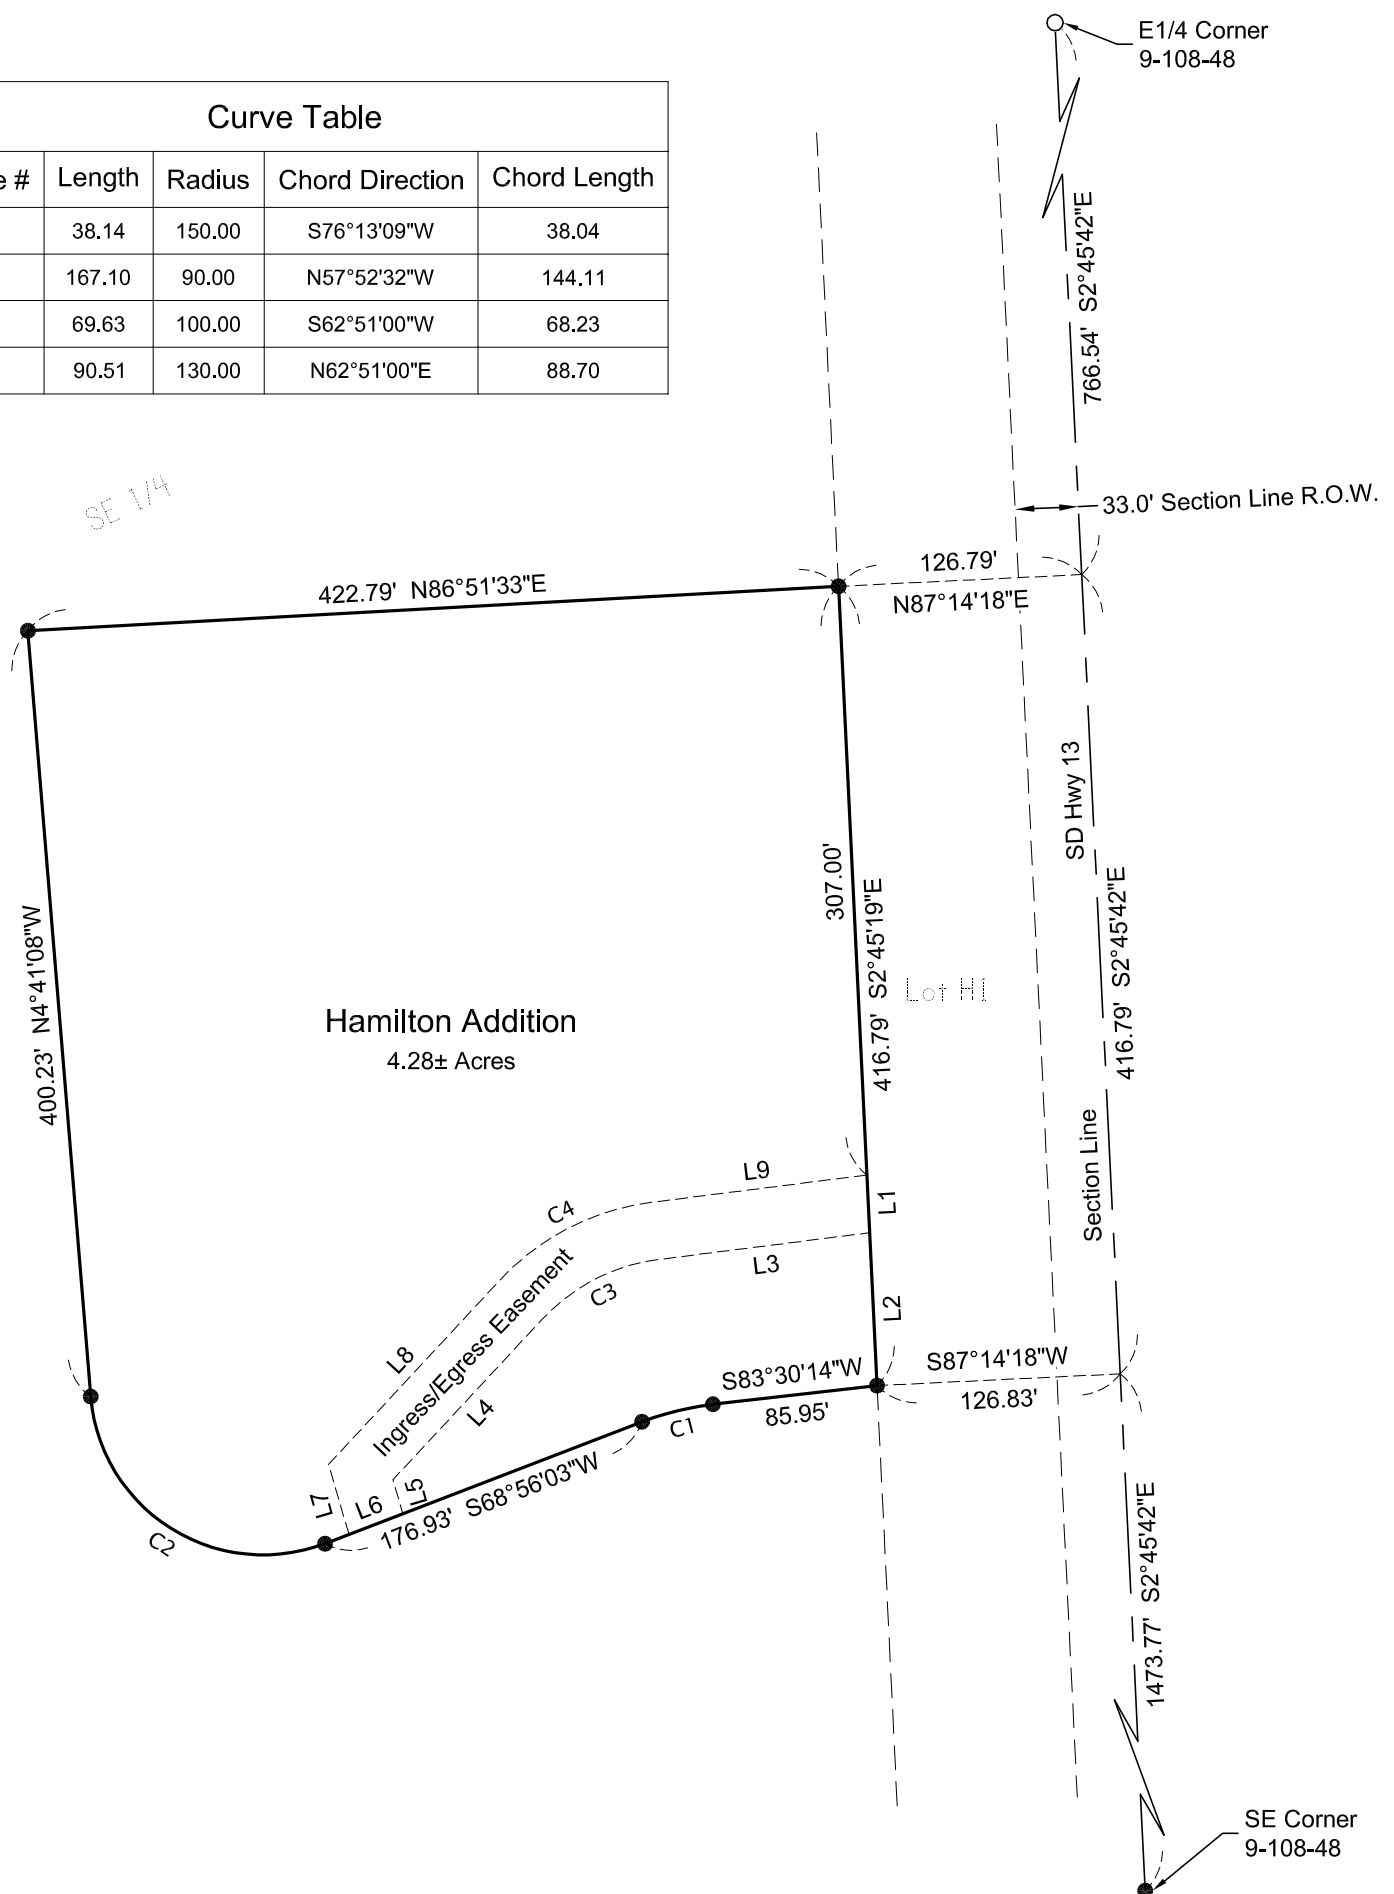 E1/4 Corner
9-108-48
Curve Table
e # Length Radius Chord Direction Chord Length
38.14 150.00 S76°13'09"W 38.04
167.10 90.00 N57°52'32"W 144.11
69.63 100.00 S62°51'00"W 68.23
90.51 130.00 N62°51'00"E 88.70
766.54' S2°45'42"E
SE 1/4
33.0' Section Line R.O.W.
422.79' N86°51'33"E
126.79'
N87°14'18"E
SD Hwy 13
307.00'
416.79' S2°45'19"E
416.79' S2°45'42"E
Lot H1
400.23' N4°41'08"W
Hamilton Addition
4.28± Acres
Section Line
L9
L1
C4
L3
C3
Ingress/Egress Easement
L2
L8
L4
S83°30'14"W
85.95'
S87°14'18"W
126.83'
C1
L7
L6
L5
176.93' S68°56'03"W
C2
1473.77' S2°45'42"E
SE Corner
9-108-48